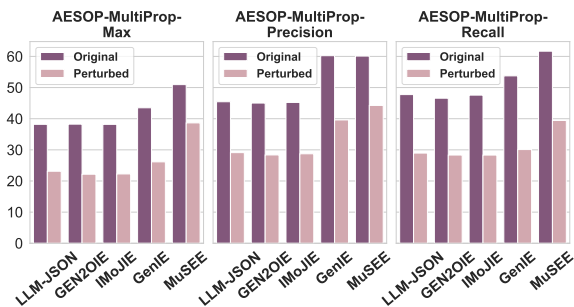 AESOP-MultiProp-
Max
AESOP-MultiProp-
Precision
AESOP-MultiProp-
Recall
Original
Perturbed
Original
Perturbed
Original
Perturbed
60
50
40
30
20
10
0
LLM-JSON
GEN2OIE
IMoJIE
GenIE
MuSEE
LLM-JSON
GEN2OIE
IMoJIE
GenIE
MuSEE
LLM-JSON
GEN2OIE
IMoJIE
GenIE
MuSEE